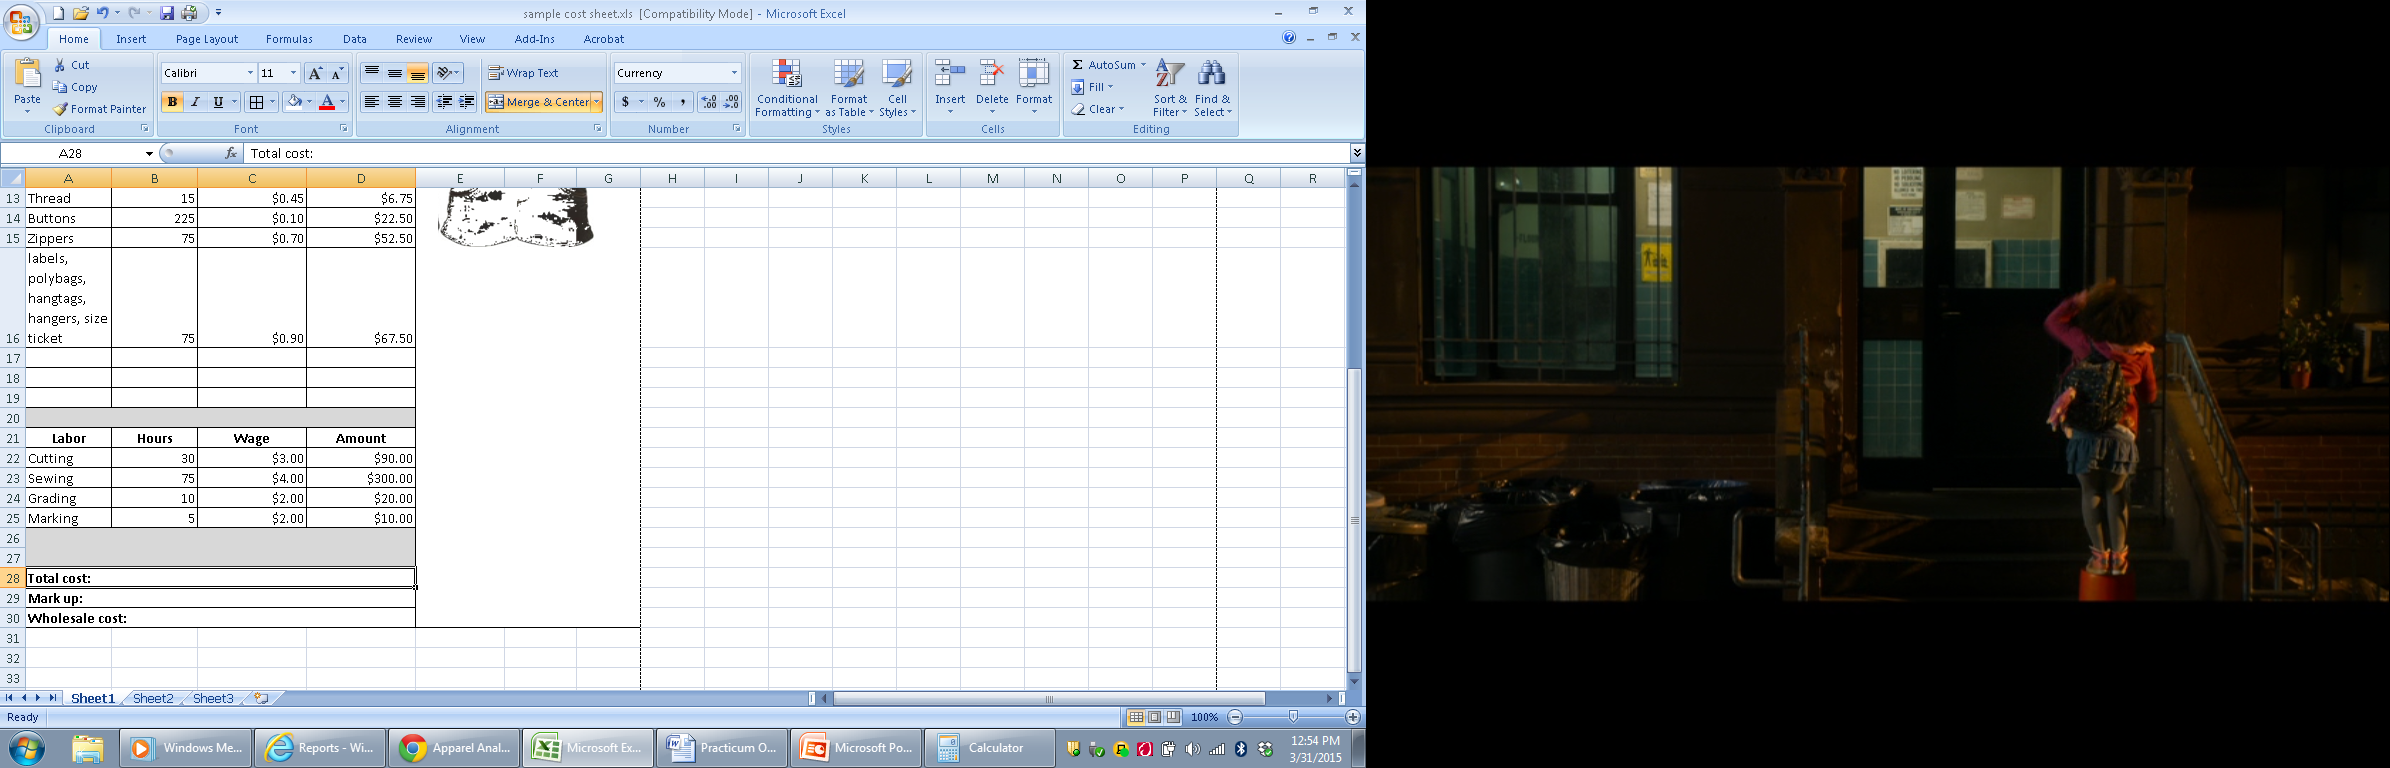 sample cost sheet.xls [Compatibility Mode] - Microsoft Excel
Home Insert Page Layout Formulas Data Review View Add-Ins Acrobat
Paste
Cut
Copy
Format Painter
Clipboard
Calibri 11
B I U
Font
Wrap Text
Merge & Center
Alignment
Currency
$ % ,
Number
Conditional Formatting
Format as Table
Cell Styles
Styles
Insert Delete Format
Cells
AutoSum
Fill
Clear
Sort & Filter
Find & Select
Editing
A28 fx Total cost:
A B C D E F G H I J K L M N O P Q R
13 Thread 15 $0.45 $6.75
14 Buttons 225 $0.10 $22.50
15 Zippers 75 $0.70 $52.50
labels,
polybags,
hangtags,
hangers, size
16 ticket 75 $0.90 $67.50
17
18
19
20
21 Labor Hours Wage Amount
22 Cutting 30 $3.00 $90.00
23 Sewing 75 $4.00 $300.00
24 Grading 10 $2.00 $20.00
25 Marking 5 $2.00 $10.00
26
27
28 Total cost:
29 Mark up:
30 Wholesale cost:
31
32
33
Sheet1 Sheet2 Sheet3
Ready 100%
Windows Me... Reports - Wi... Apparel Anal... Microsoft Ex... Practicum O... Microsoft Po... Calculator
12:54 PM
3/31/2015